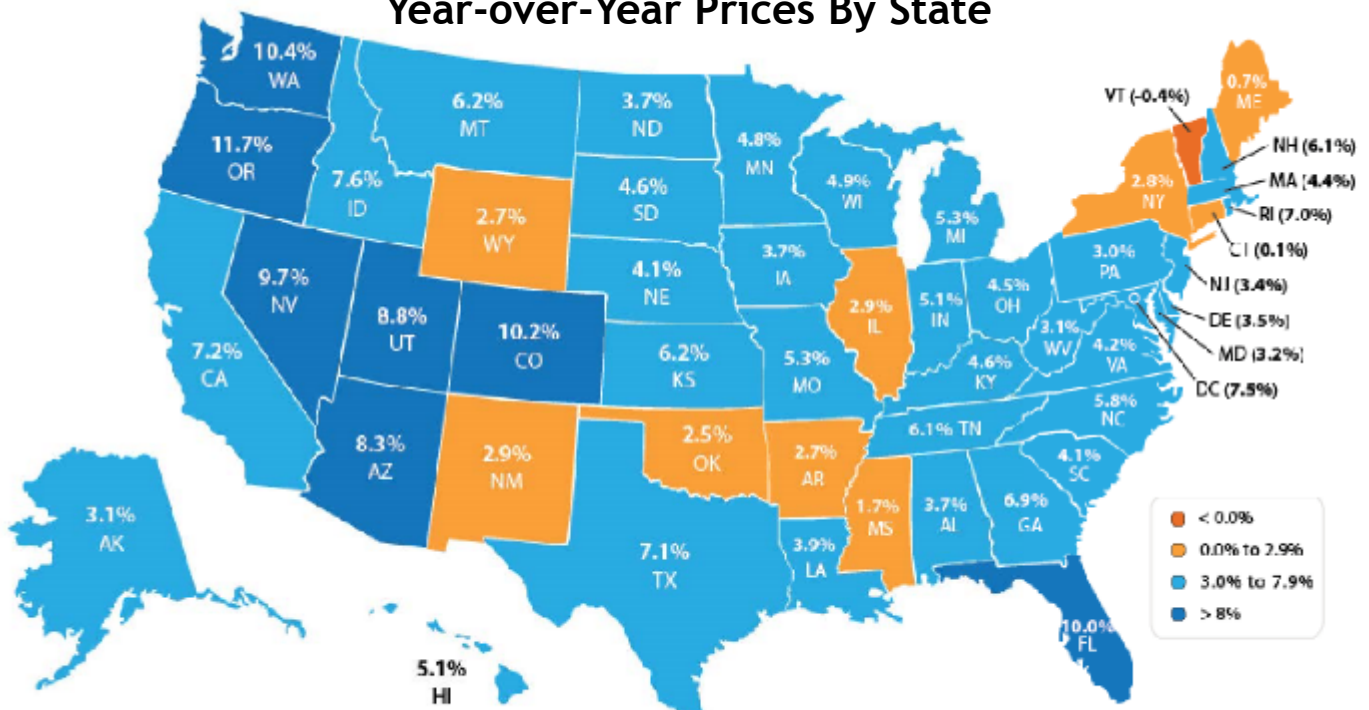 Year-over-Year Prices By State
10.4%
WA
11.7%
OR
7.6%
ID
6.2%
MT
3.7%
ND
4.8%
MN
4.9%
WI
5.3%
MI
VT (-0.4%)
0.7%
ME
NH (6.1%)
MA (4.4%)
RI (7.0%)
CT (0.1%)
NJ (3.4%)
DE (3.5%)
MD (3.2%)
DC (7.5%)
2.8%
NY
4.6%
SD
2.7%
WY
9.7%
NV
8.8%
UT
10.2%
CO
4.1%
NE
3.7%
IA
2.9%
IL
5.1%
IN
4.5%
OH
3.0%
PA
3.1%
WV
4.2%
VA
7.2%
CA
6.2%
KS
5.3%
MO
4.6%
KY
5.8%
NC
6.1% TN
8.3%
AZ
2.9%
NM
2.5%
OK
2.7%
AR
4.1%
SC
1.7%
MS
3.7%
AL
6.9%
GA
7.1%
TX
3.9%
LA
10.0%
FL
3.1%
AK
5.1%
HI
< 0.0%
0.0% to 2.9%
3.0% to 7.9%
> 8%